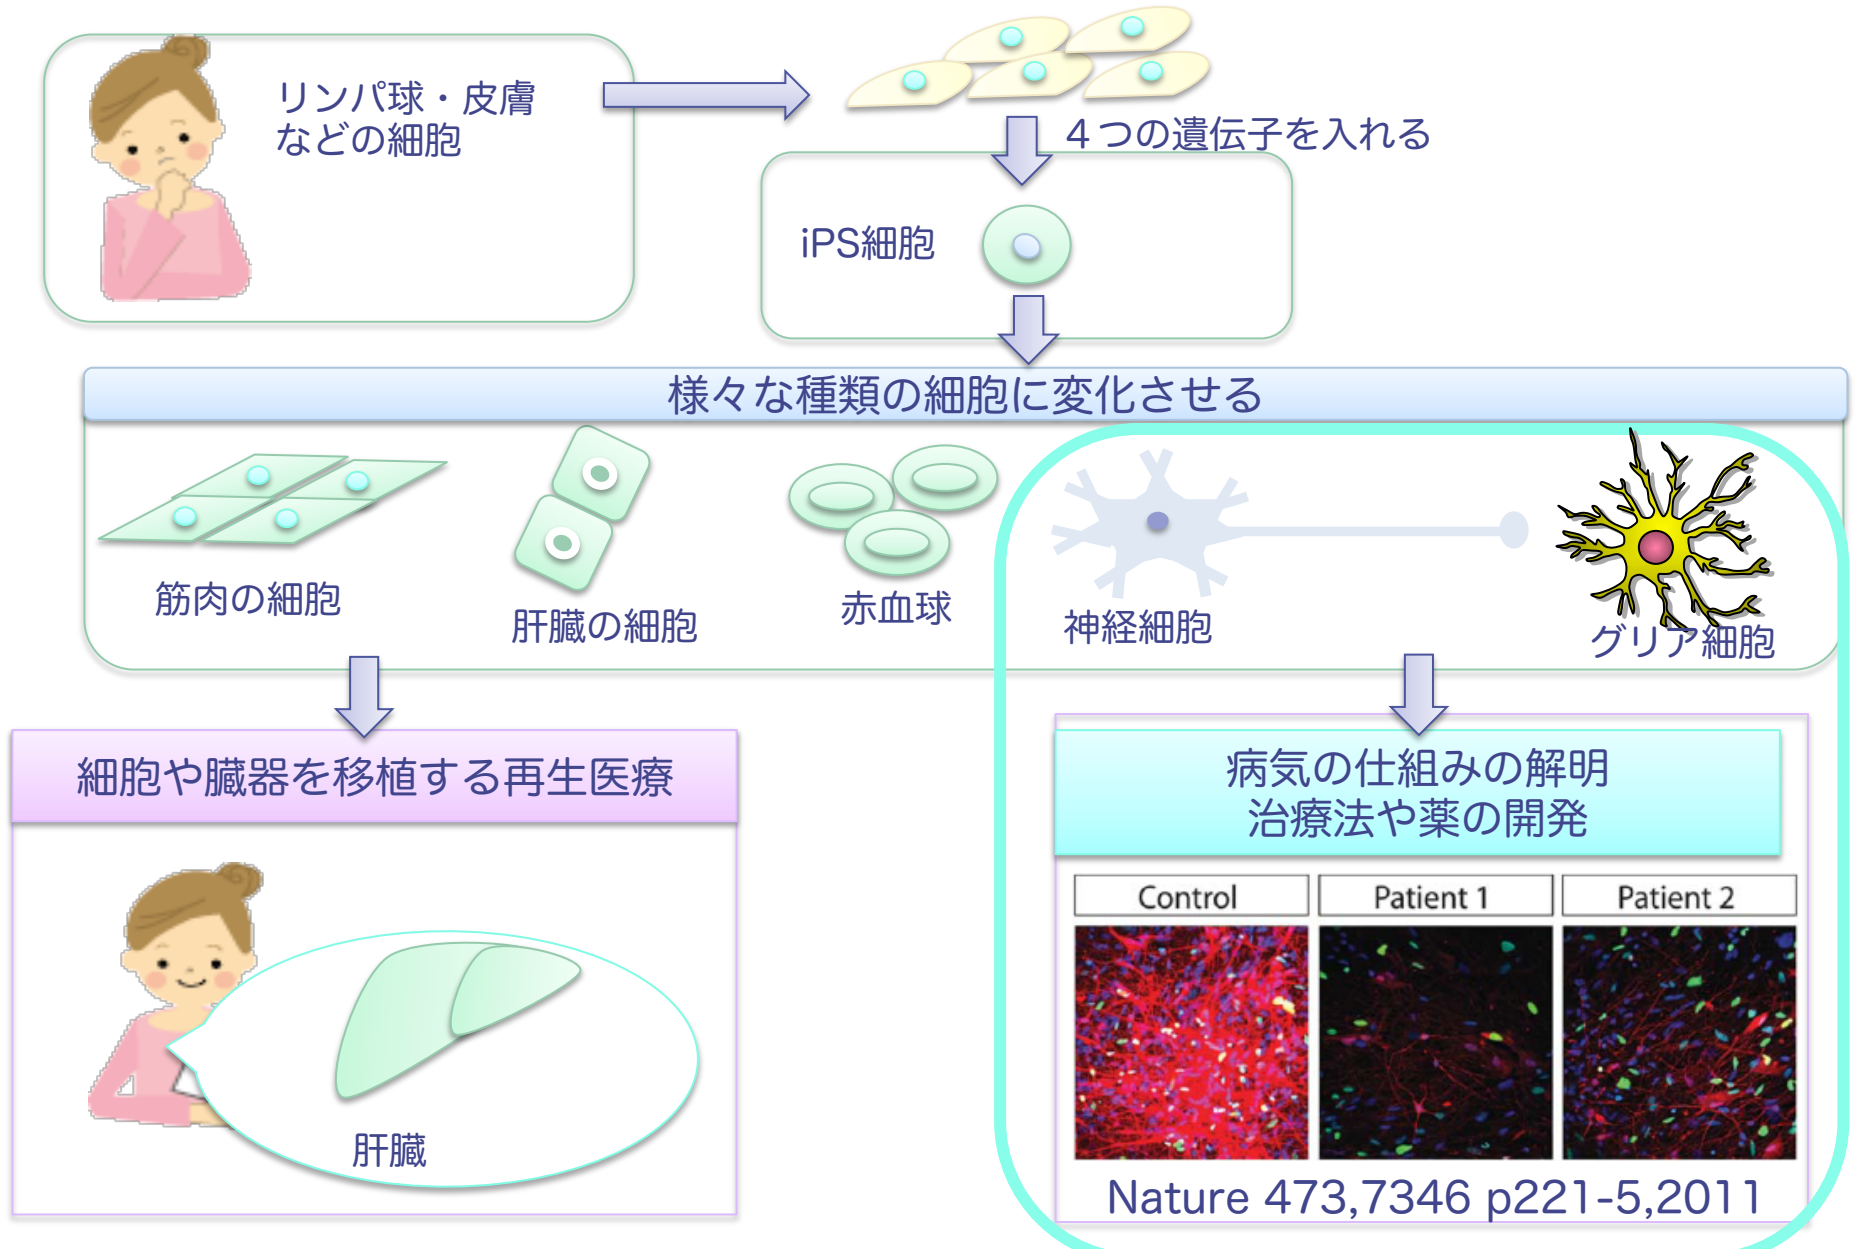 リンパ球・皮膚
などの細胞
４つの遺伝子を入れる
iPS細胞
様々な種類の細胞に変化させる
筋肉の細胞
肝臓の細胞
赤血球
神経細胞
グリア細胞
細胞や臓器を移植する再生医療
肝臓
病気の仕組みの解明
治療法や薬の開発
Control
Patient 1
Patient 2
Nature 473,7346 p221-5,2011